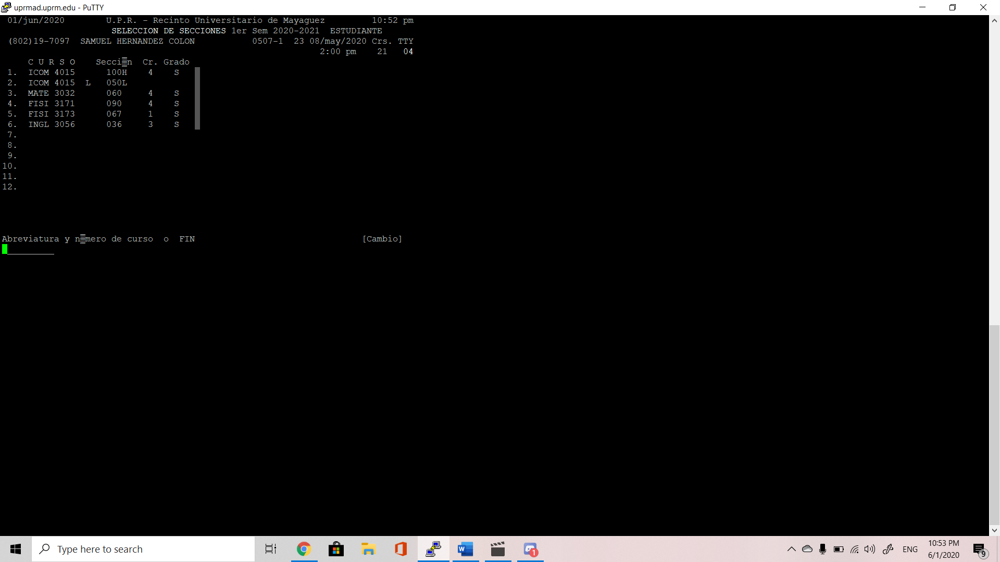 uprmad.uprm.edu - PuTTY
01/jun/2020 U.P.R. - Recinto Universitario de Mayaguez 10:52 pm
SELECCION DE SECCIONES 1er Sem 2020-2021 ESTUDIANTE
(802)19-7097 SAMUEL HERNANDEZ COLON 0507-1 23 08/may/2020 Crs. TTY
2:00 pm 21 04
C U R S O Secci▒n Cr. Grado
1. ICOM 4015 100H 4 S
2. ICOM 4015 L 050L
3. MATE 3032 060 4 S
4. FISI 3171 090 4 S
5. FISI 3173 067 1 S
6. INGL 3056 036 3 S
7.
8.
9.
10.
11.
12.
Abreviatura y n▒mero de curso o FIN [Cambio]
Type here to search
1
ENG
10:53 PM
6/1/2020
9